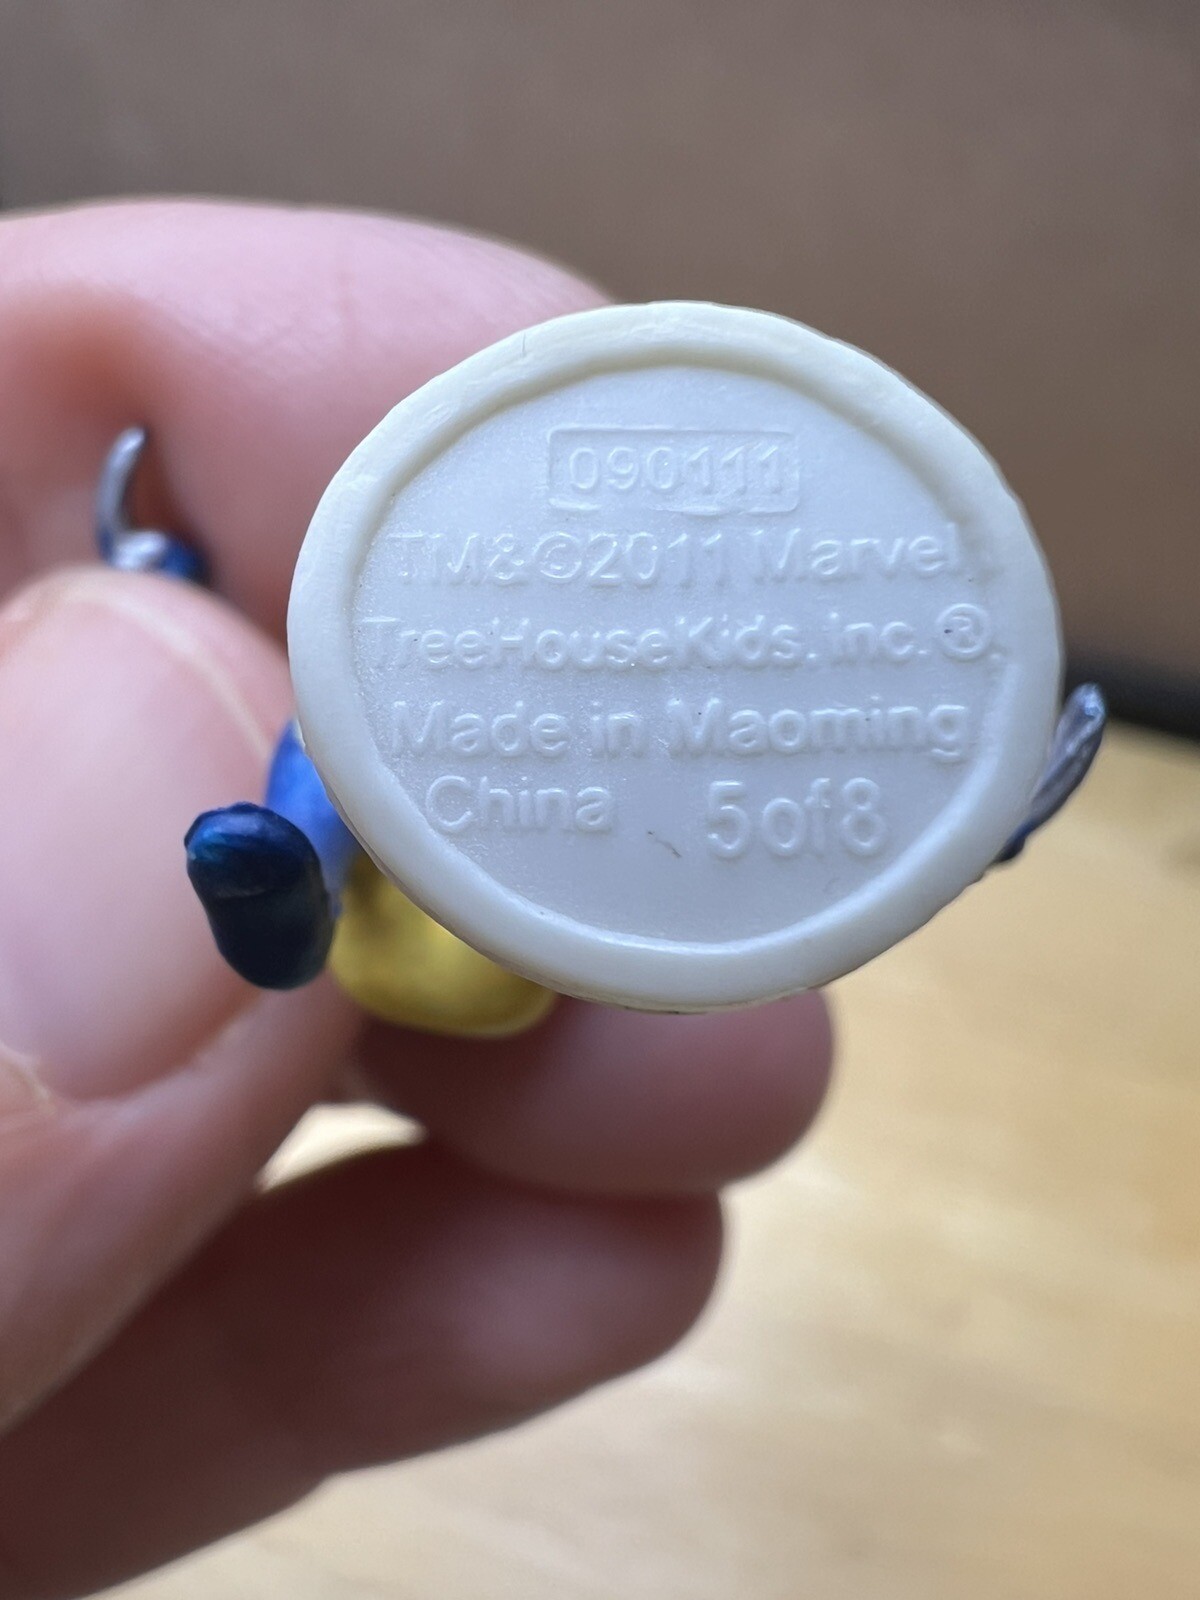 090111
TM&©2011 Marvel,
TreeHouseKids. inc.®.
Made in Maoming
China 5of8